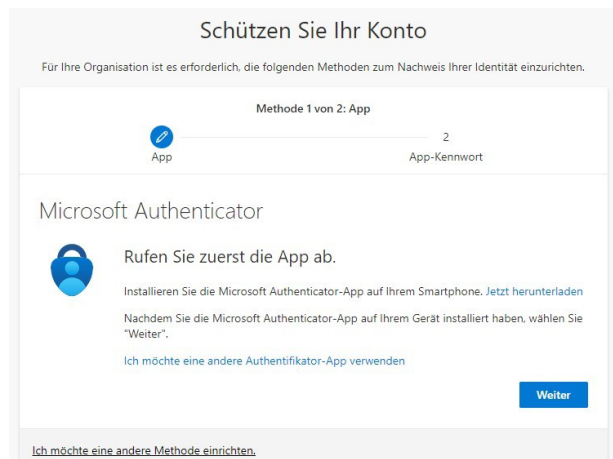 Schützen Sie Ihr Konto
Für Ihre Organisation ist es erforderlich, die folgenden Methoden zum Nachweis Ihrer Identität einzurichten.
Methode 1 von 2: App
2
App
App-Kennwort
Microsoft Authenticator
Rufen Sie zuerst die App ab.
Installieren Sie die Microsoft Authenticator-App auf Ihrem Smartphone. Jetzt herunterladen
Nachdem Sie die Microsoft Authenticator-App auf Ihrem Gerät installiert haben, wählen Sie
"Weiter".
Ich möchte eine andere Authentifikator-App verwenden
Weiter
Ich möchte eine andere Methode einrichten.